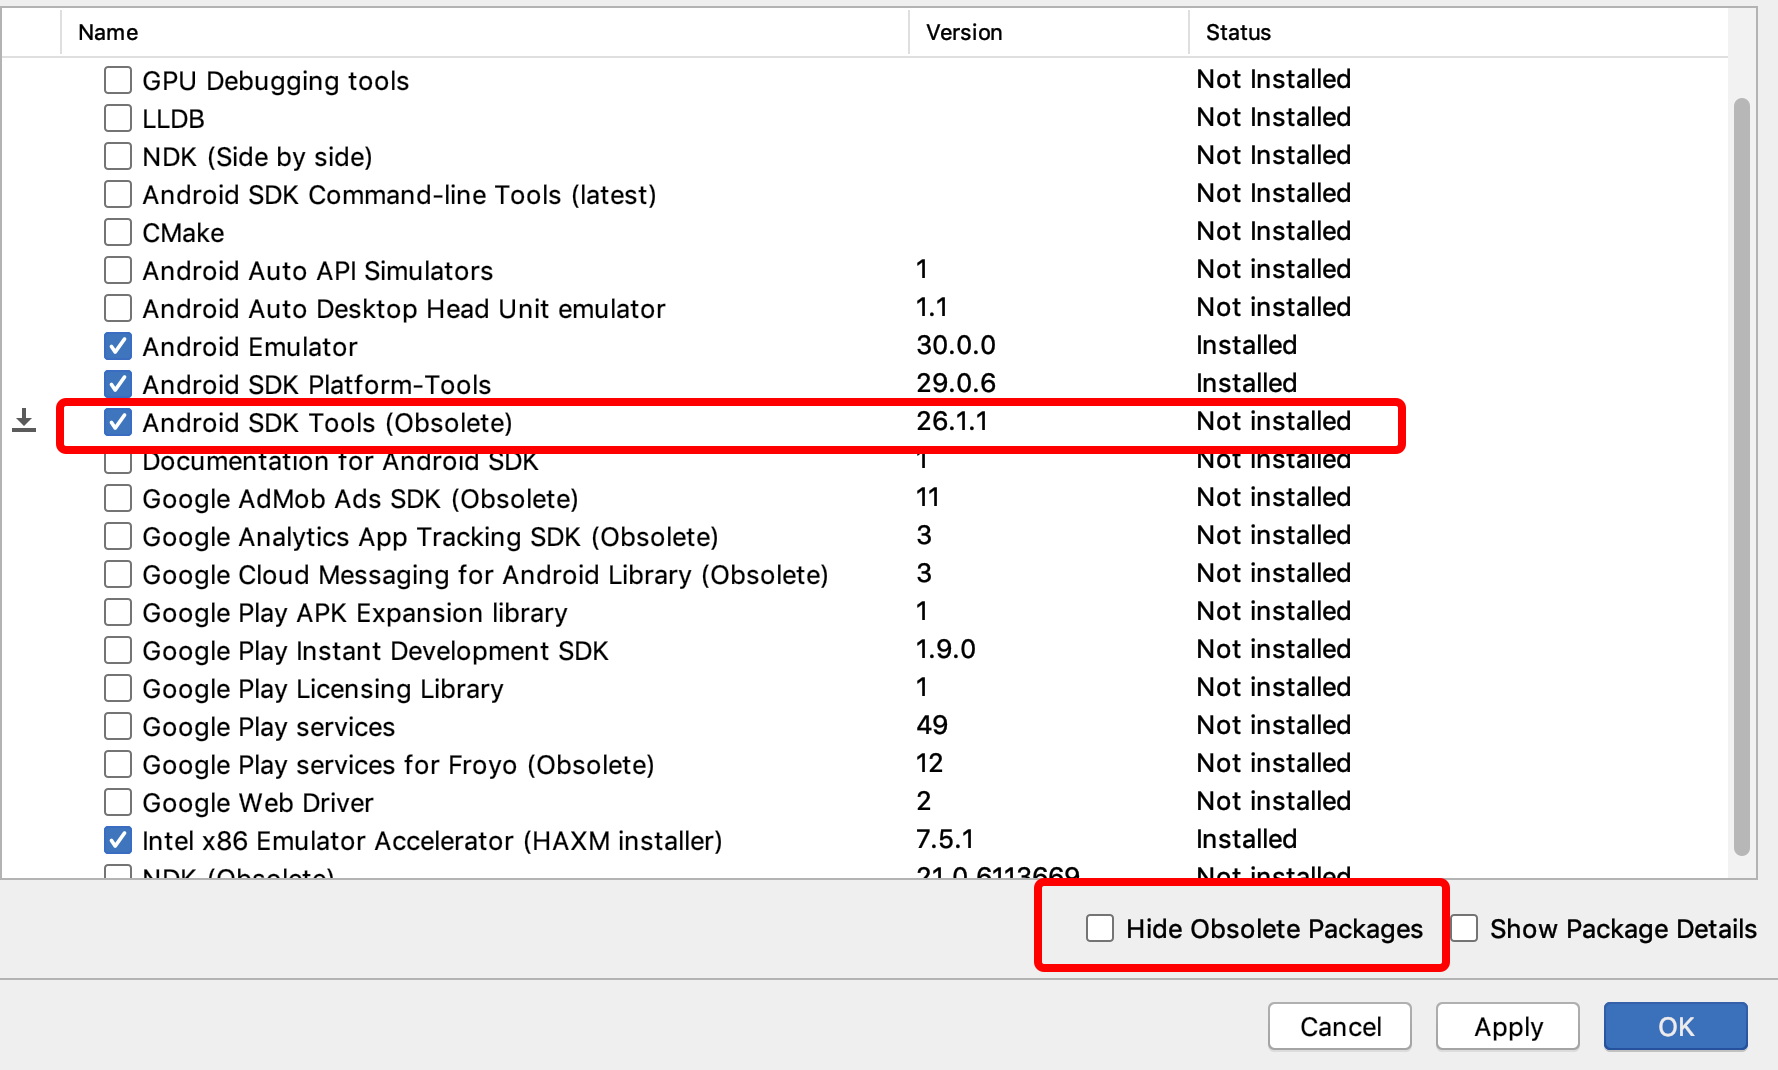 Name Version Status
GPU Debugging tools Not Installed
LLDB Not Installed
NDK (Side by side) Not Installed
Android SDK Command-line Tools (latest) Not Installed
CMake Not Installed
Android Auto API Simulators 1 Not installed
Android Auto Desktop Head Unit emulator 1.1 Not installed
Android Emulator 30.0.0 Installed
Android SDK Platform-Tools 29.0.6 Installed
Android SDK Tools (Obsolete) 26.1.1 Not installed
Documentation for Android SDK 1 Not installed
Google AdMob Ads SDK (Obsolete) 11 Not installed
Google Analytics App Tracking SDK (Obsolete) 3 Not installed
Google Cloud Messaging for Android Library (Obsolete) 3 Not installed
Google Play APK Expansion library 1 Not installed
Google Play Instant Development SDK 1.9.0 Not installed
Google Play Licensing Library 1 Not installed
Google Play services 49 Not installed
Google Play services for Froyo (Obsolete) 12 Not installed
Google Web Driver 2 Not installed
Intel x86 Emulator Accelerator (HAXM installer) 7.5.1 Installed
NDK (Obsolete) 21.0.6113669 Not installed
Hide Obsolete Packages Show Package Details
Cancel Apply OK